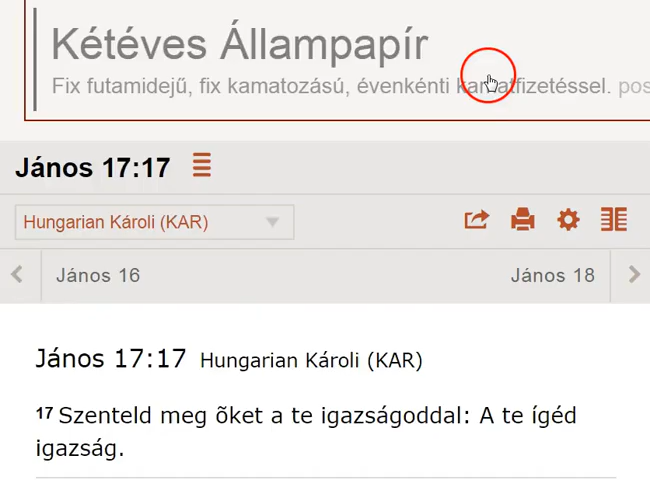 Kétéves Állampapír
Fix futamidejű, fix kamatozású, évenkénti kamatfizetéssel.
János 17:17
Hungarian Károli (KAR)
János 16
János 18
János 17:17 Hungarian Károli (KAR)
17 Szenteld meg õket a te igazságoddal: A te ígéd
igazság.